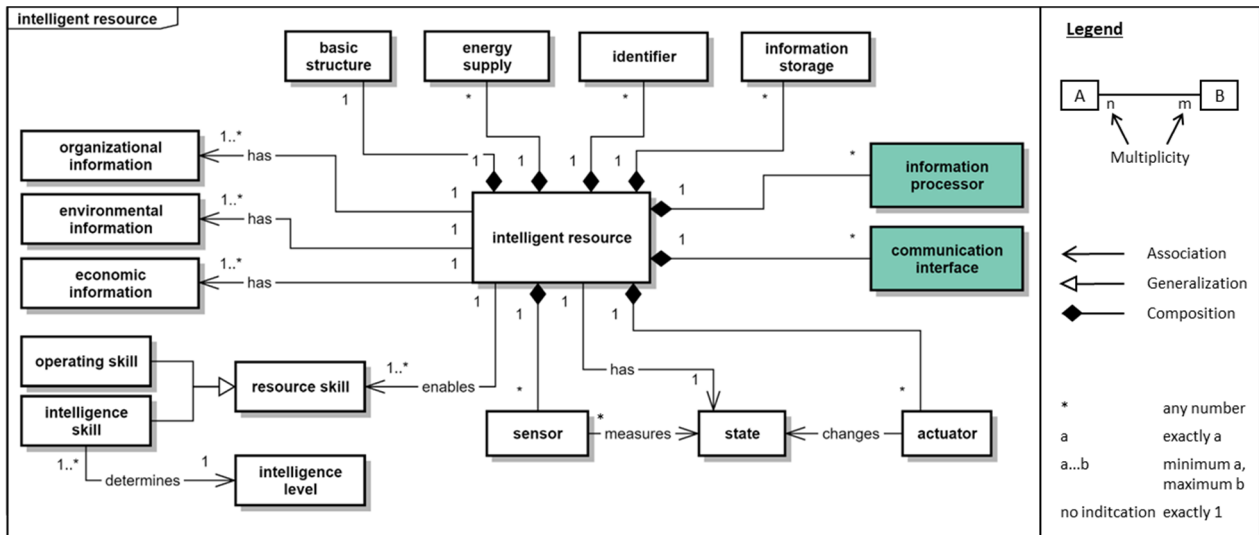 intelligent resource
basic
structure
energy
supply
identifier
information
storage
1
*
*
*
organizational
information
1..*
has
1
1
1
1
1
environmental
information
1..*
has
1
economic
information
1..*
has
1
intelligent resource
1
*
information
processor
1
*
communication
interface
1
1
1
1
operating skill
intelligence
skill
resource skill
1..*
enables
1..*
determines
1
intelligence
level
*
sensor
*
measures
has
1
state
changes
*
actuator
Legend
A
n
m
B
Multiplicity
Association
Generalization
Composition
* any number
a exactly a
a...b minimum a,
maximum b
no inditcation exactly 1